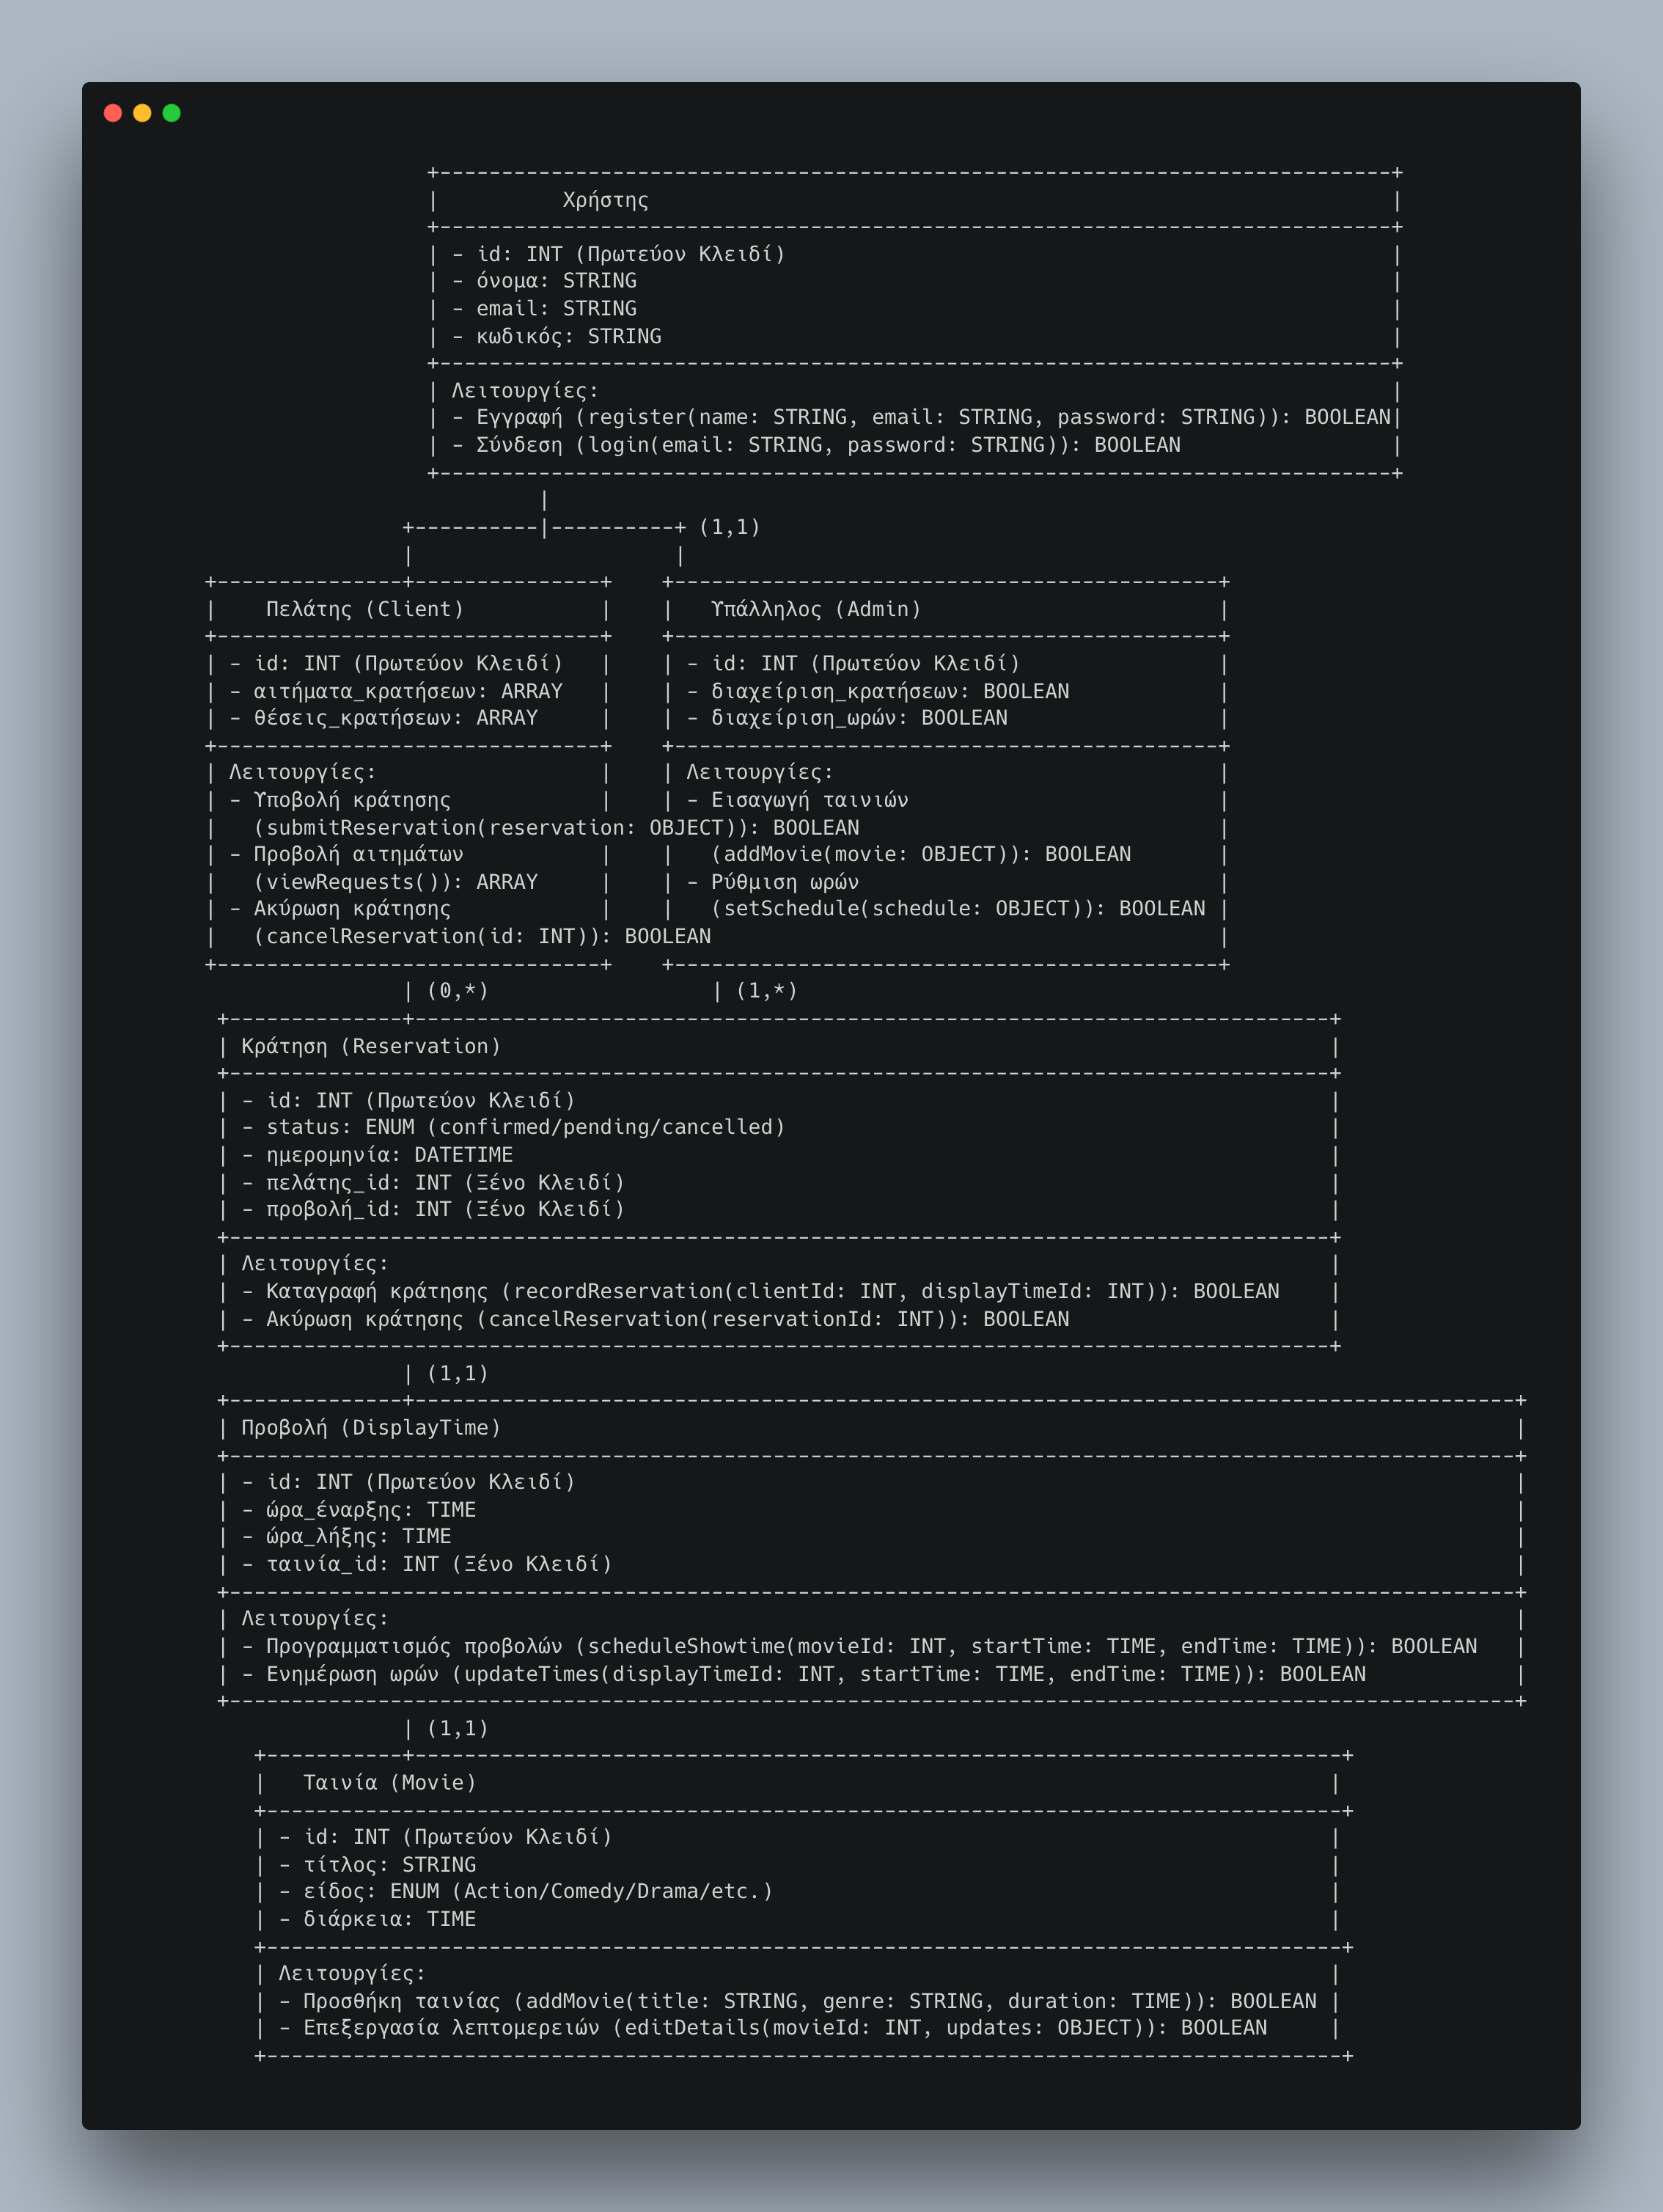 +-----------------------------------------------------------------------------+
|          Χρήστης                                                            |
+-----------------------------------------------------------------------------+
| - id: INT (Πρωτεύον Κλειδί)                                                 |
| - όνομα: STRING                                                             |
| - email: STRING                                                             |
| - κωδικός: STRING                                                           |
+-----------------------------------------------------------------------------+
| Λειτουργίες:                                                                |
| - Εγγραφή (register(name: STRING, email: STRING, password: STRING)): BOOLEAN|
| - Σύνδεση (login(email: STRING, password: STRING)): BOOLEAN                 |
+-----------------------------------------------------------------------------+
|
+----------|----------+ (1,1)
|                     |
+---------------+---------------+    +--------------------------------------------+
|    Πελάτης (Client)           |    |   Υπάλληλος (Admin)                        |
+-------------------------------+    +--------------------------------------------+
| - id: INT (Πρωτεύον Κλειδί)   |    | - id: INT (Πρωτεύον Κλειδί)                |
| - αιτήματα_κρατήσεων: ARRAY   |    | - διαχείριση_κρατήσεων: BOOLEAN            |
| - θέσεις_κρατήσεων: ARRAY     |    | - διαχείριση_ωρών: BOOLEAN                 |
+-------------------------------+    +--------------------------------------------+
| Λειτουργίες:                  |    | Λειτουργίες:                               |
| - Υποβολή κράτησης            |    | - Εισαγωγή ταινιών                         |
|   (submitReservation(reservation: OBJECT)): BOOLEAN                             |
| - Προβολή αιτημάτων           |    |   (addMovie(movie: OBJECT)): BOOLEAN       |
|   (viewRequests()): ARRAY     |    | - Ρύθμιση ωρών                             |
| - Ακύρωση κράτησης            |    |   (setSchedule(schedule: OBJECT)): BOOLEAN |
|   (cancelReservation(id: INT)): BOOLEAN                                         |
+-------------------------------+    +--------------------------------------------+
| (0,*)                  | (1,*)
+---------------+--------------------------------------------------------------------------+
| Κράτηση (Reservation)                                                                   |
+------------------------------------------------------------------------------------------+
| - id: INT (Πρωτεύον Κλειδί)                                                             |
| - status: ENUM (confirmed/pending/cancelled)                                            |
| - ημερομηνία: DATETIME                                                                  |
| - πελάτης_id: INT (Ξένο Κλειδί)                                                         |
| - προβολή_id: INT (Ξένο Κλειδί)                                                         |
+------------------------------------------------------------------------------------------+
| Λειτουργίες:                                                                            |
| - Καταγραφή κράτησης (recordReservation(clientId: INT, displayTimeId: INT)): BOOLEAN    |
| - Ακύρωση κράτησης (cancelReservation(reservationId: INT)): BOOLEAN                     |
+------------------------------------------------------------------------------------------+
| (1,1)
+---------------+-----------------------------------------------------------------------------------------+
| Προβολή (DisplayTime)                                                                                  |
+---------------------------------------------------------------------------------------------------------+
| - id: INT (Πρωτεύον Κλειδί)                                                                            |
| - ώρα_έναρξης: TIME                                                                                    |
| - ώρα_λήξης: TIME                                                                                      |
| - ταινία_id: INT (Ξένο Κλειδί)                                                                         |
+---------------------------------------------------------------------------------------------------------+
| Λειτουργίες:                                                                                           |
| - Προγραμματισμός προβολών (scheduleShowtime(movieId: INT, startTime: TIME, endTime: TIME)): BOOLEAN   |
| - Ενημέρωση ωρών (updateTimes(displayTimeId: INT, startTime: TIME, endTime: TIME)): BOOLEAN            |
+---------------------------------------------------------------------------------------------------------+
| (1,1)
+-----------+---------------------------------------------------------------------------+
|   Ταινία (Movie)                                                                     |
+---------------------------------------------------------------------------------------+
| - id: INT (Πρωτεύον Κλειδί)                                                          |
| - τίτλος: STRING                                                                     |
| - είδος: ENUM (Action/Comedy/Drama/etc.)                                             |
| - διάρκεια: TIME                                                                     |
+---------------------------------------------------------------------------------------+
| Λειτουργίες:                                                                         |
| - Προσθήκη ταινίας (addMovie(title: STRING, genre: STRING, duration: TIME)): BOOLEAN |
| - Επεξεργασία λεπτομερειών (editDetails(movieId: INT, updates: OBJECT)): BOOLEAN     |
+---------------------------------------------------------------------------------------+